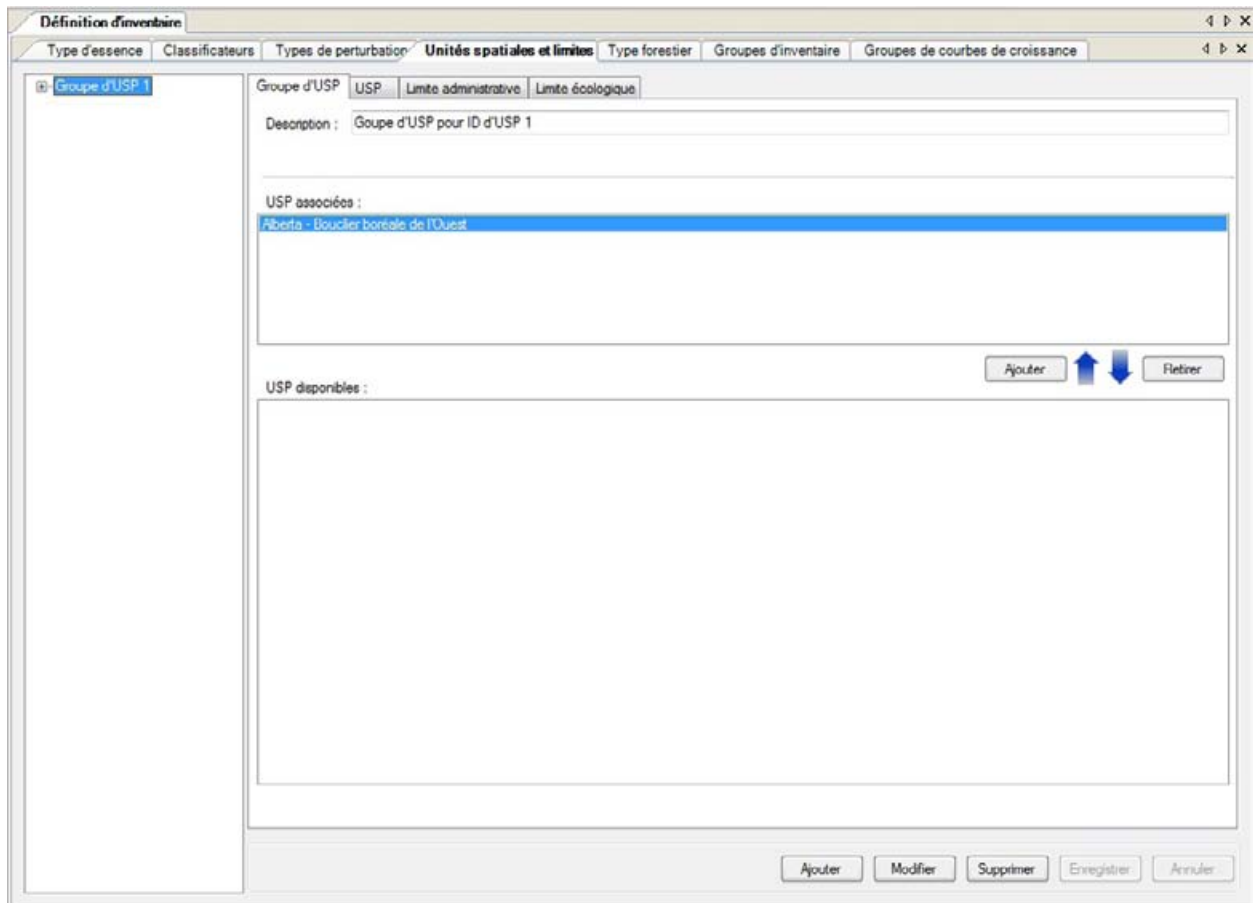 Définition d'inventaire
Type d'essence Classificateurs Types de perturbation Unités spatiales et limites Type forestier Groupes d'inventaire Groupes de courbes de croissance
Groupe d'USP 1
Groupe d'USP USP Limite administrative Limite écologique
Description : Goupe d'USP pour ID d'USP 1
USP associées :
Alberta - Bouclier boréale de l'Ouest
Ajouter Retirer
USP disponibles :
Ajouter Modifier Supprimer Enregistrer Annuler